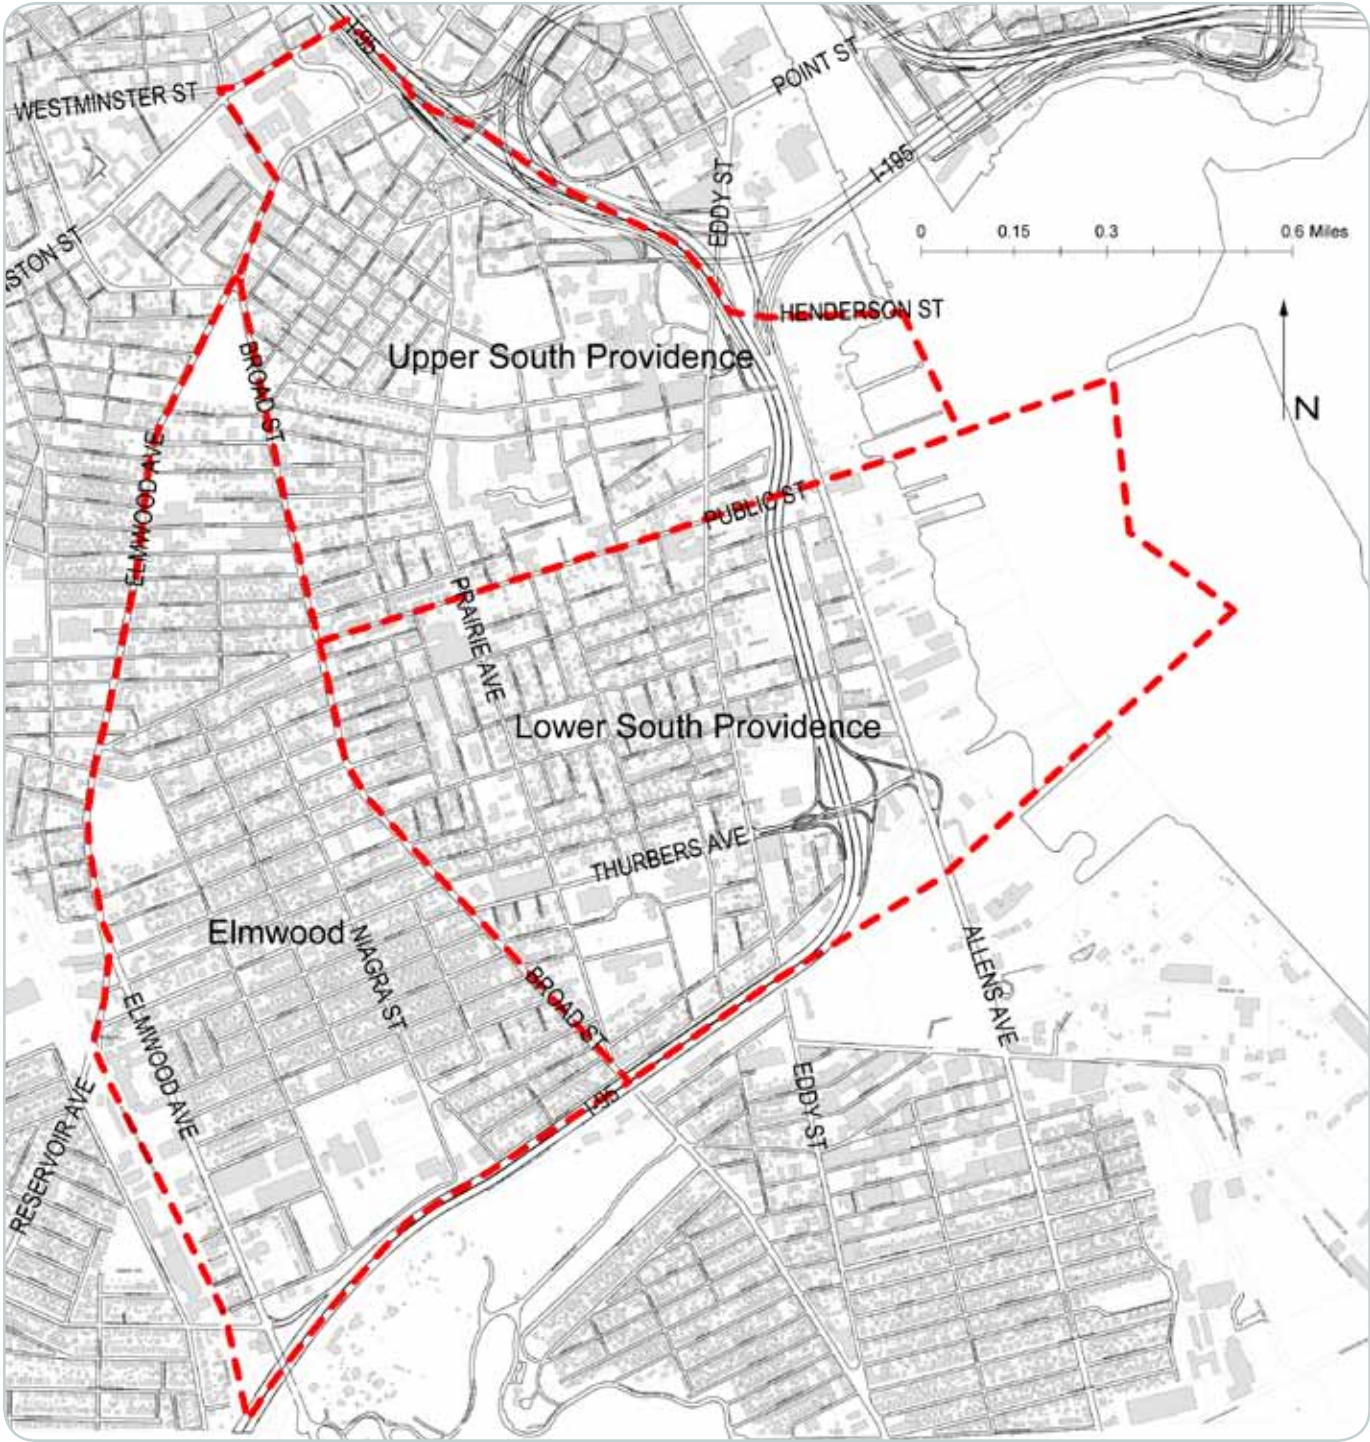 I-95
POINT ST
WESTMINSTER ST
I-195
EDDY ST
STON ST
0 0.15 0.3 0.6 Miles
HENDERSON ST
Upper South Providence
BROAD ST
N
ELMWOOD AVE
PUBLIC ST
PRAIRIE AVE
Lower South Providence
THURBERS AVE
Elmwood
NIAGRA ST
ALLENS AVE
BROAD ST
ELMWOOD AVE
EDDY ST
I-95
RESERVOIR AVE